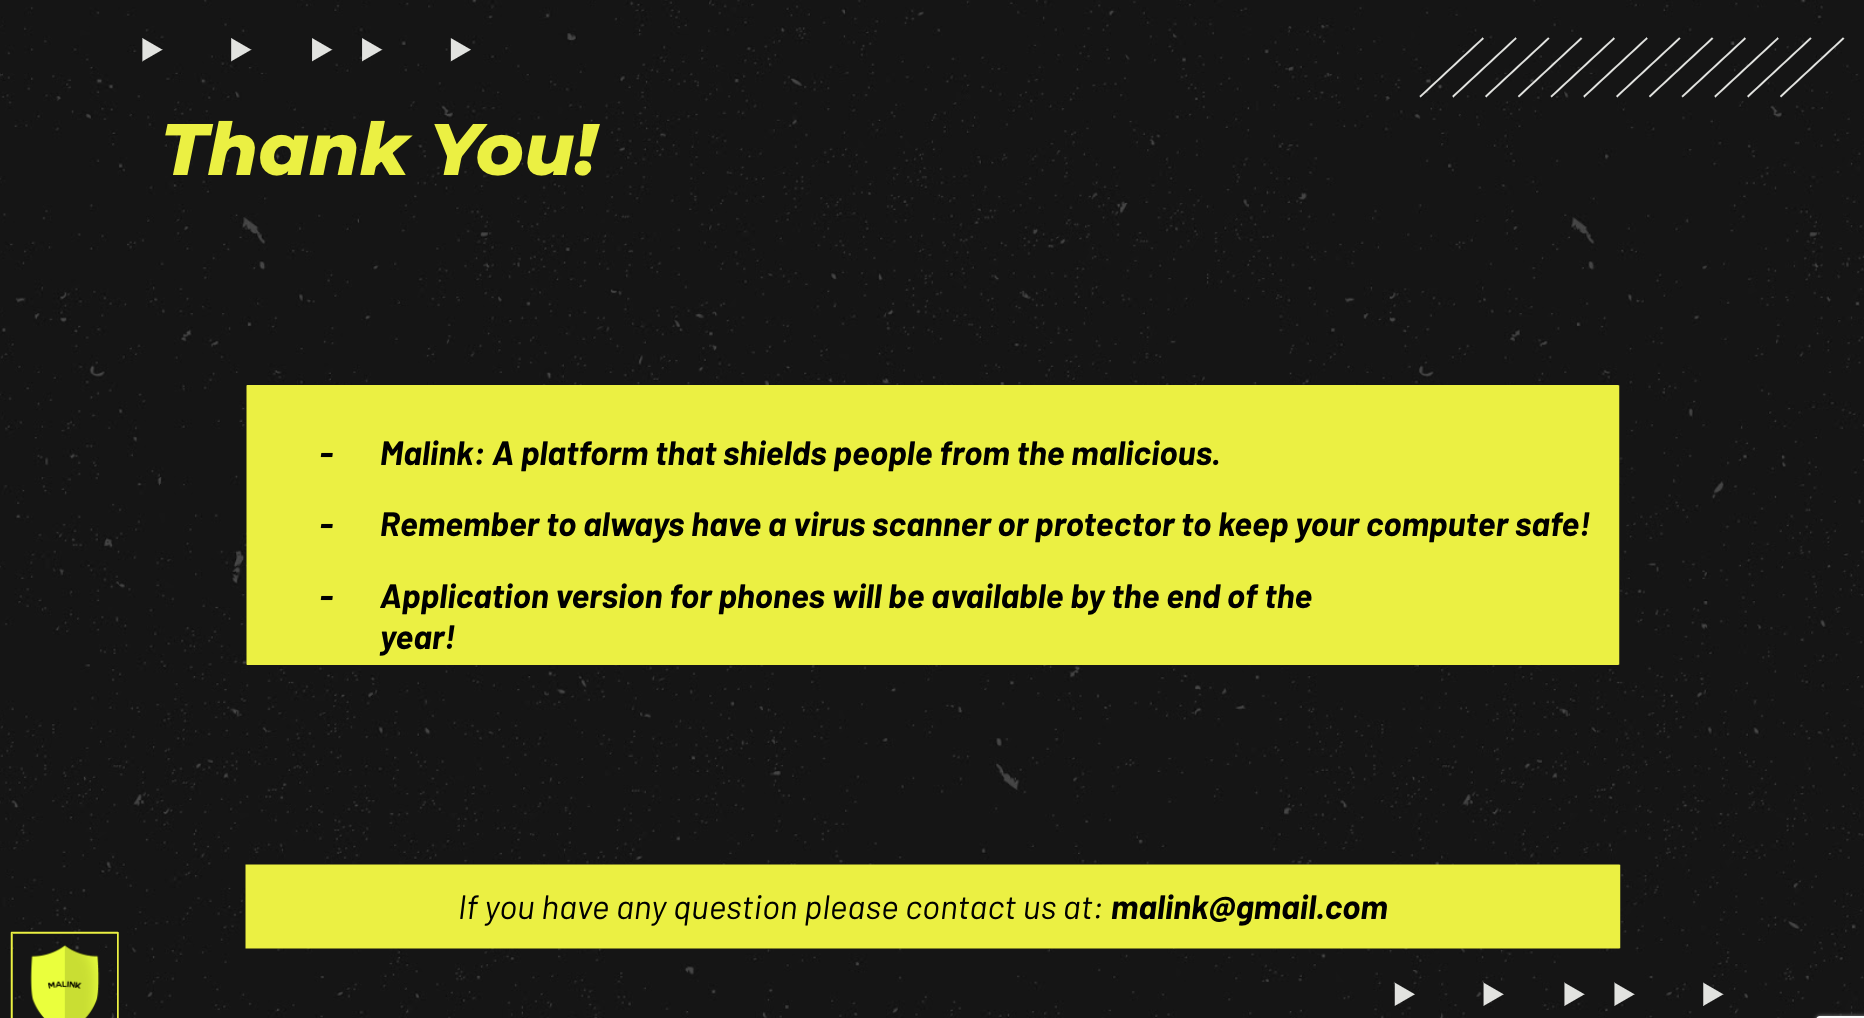 Thank You!
- Malink: A platform that shields people from the malicious.
- Remember to always have a virus scanner or protector to keep your computer safe!
- Application version for phones will be available by the end of the
year!
If you have any question please contact us at: malink@gmail.com
MALINK